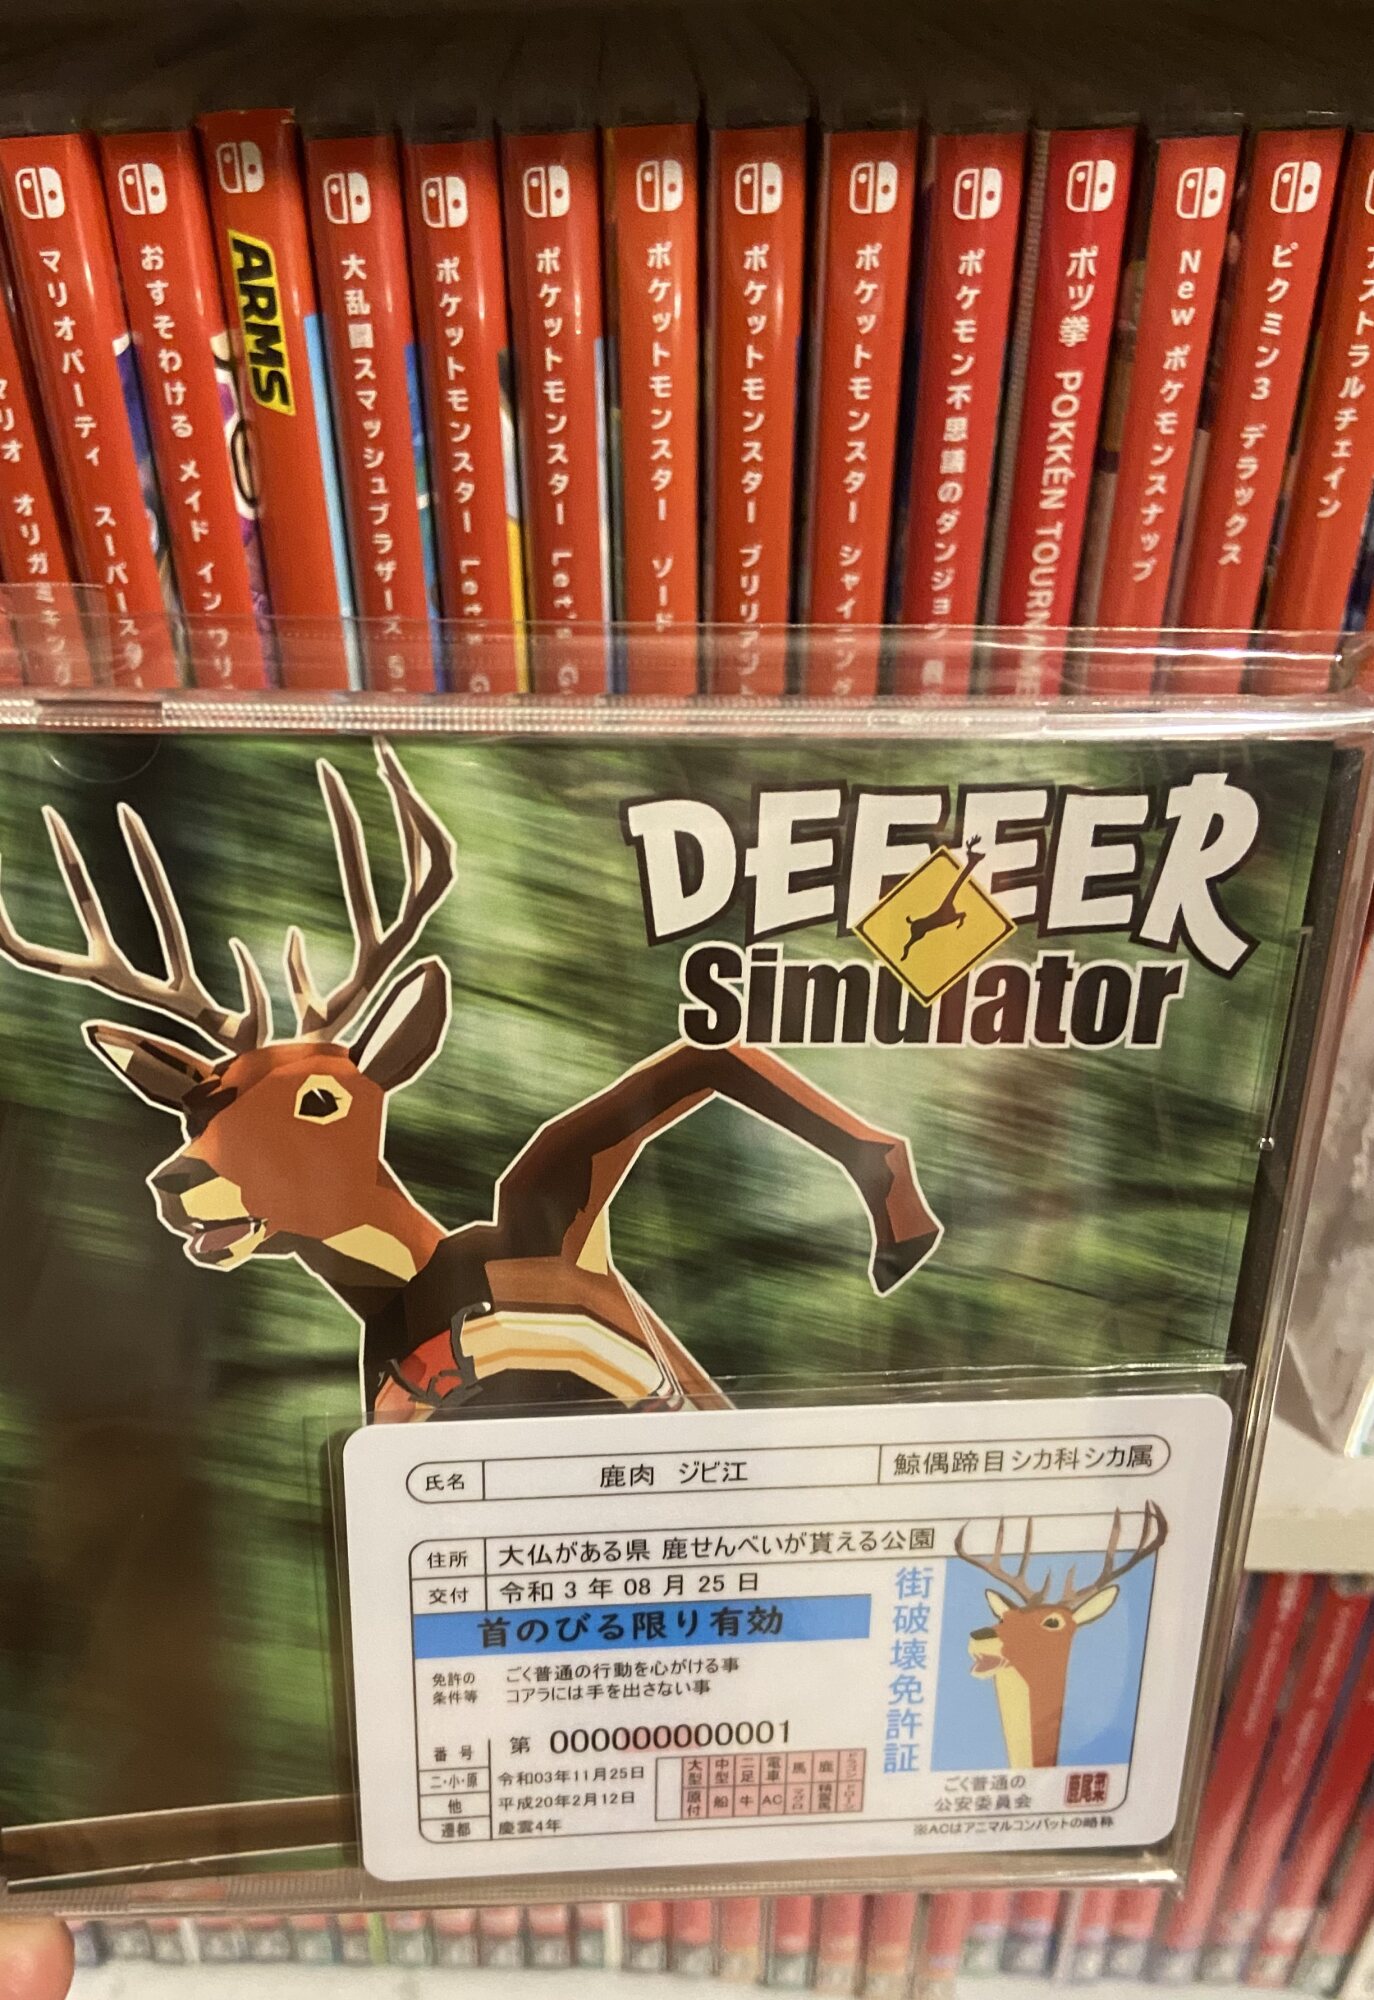 マリオ オリガミキング
マリオパーティ スーパースター
おすそわける メイド イン ワリ
ARMS
大乱闘スマッシュブラザーズ
ポケットモンスター Let's G
ポケットモンスター Let's G
ポケットモンスター ソード
ポケットモンスター ブリリアント
ポケットモンスター シャイニング
ポケモン不思議のダンジョン
ポッ拳 POKKÉN TOURNAME
New ポケモンスナップ
ピクミン3 デラックス
アストラルチェイン
DEEEER
Simulator
氏名 鹿肉 ジビ江 鯨偶蹄目シカ科シカ属
住所 大仏がある県 鹿せんべいが貰える公園
交付 令和 3 年 08 月 25 日
首のびる限り有効
免許の
条件等
ごく普通の行動を心がける事
コアラには手を出さない事
番号 第 000000000001
二・小・原 令和03年11月25日
他 平成20年2月12日
遷都 慶雲4年
大型 中型 二足 電車 馬 鹿
原付 船 牛 AC マグロ
街破壊免許証
ごく普通の
公安委員会
※ACはアニマルコンバットの略称